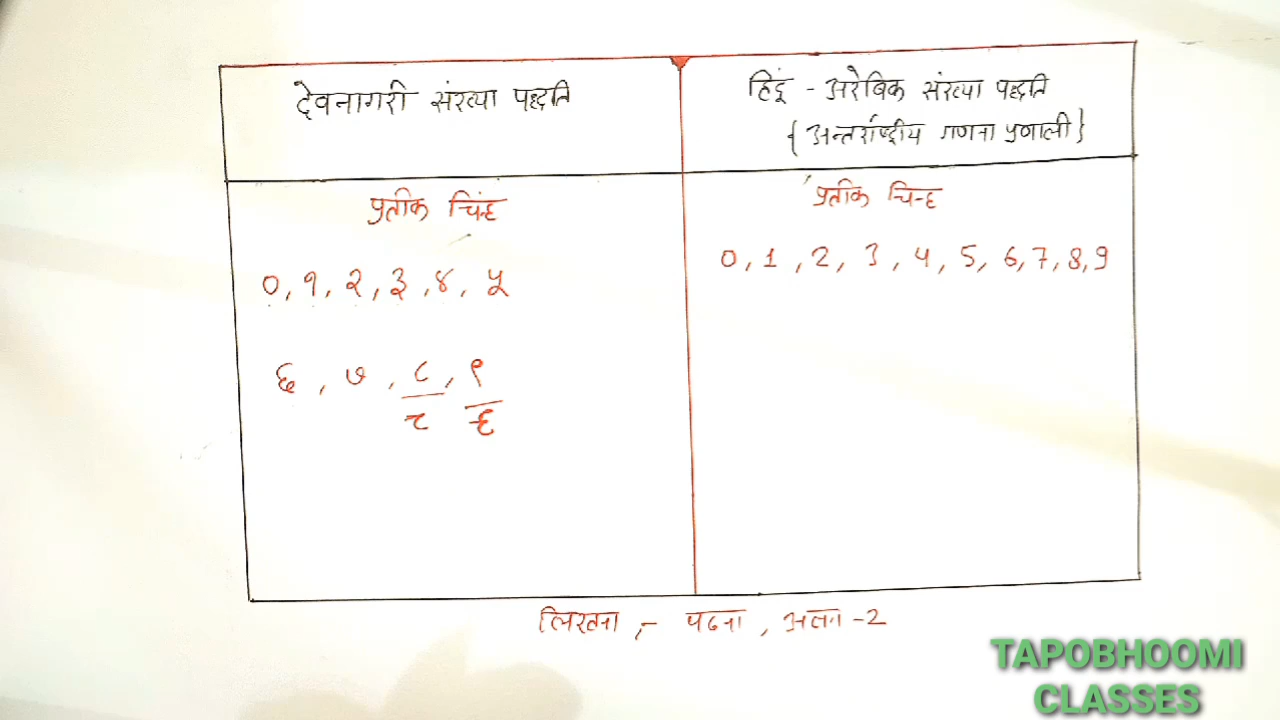 देवनागरी संख्या पद्धति
हिंदू - अरेबिक संख्या पद्धति
{अन्तर्राष्ट्रीय गणना प्रणाली}
प्रतीक चिंन्ह
०, १, २, ३, ४, ५
६, ७, ८, ९
प्रतीक चिन्ह
0, 1, 2, 3, 4, 5, 6, 7, 8, 9
लिखना, - पढना, अलग -2
TAPOBHOOMI
CLASSES